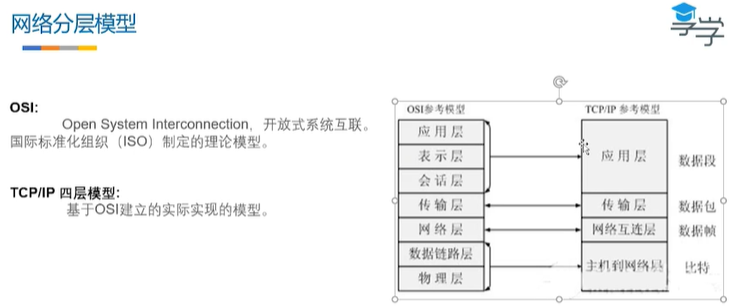 网络分层模型
享学
OSI:
Open System Interconnection，开放式系统互联。
国际标准化组织（ISO）制定的理论模型。
TCP/IP 四层模型:
基于OSI建立的实际实现的模型。
OSI参考模型
TCP/IP 参考模型
应用层
表示层
会话层
传输层
网络层
数据链路层
物理层
应用层
传输层
网络互连层
主机到网络层
数据段
数据包
数据帧
比特